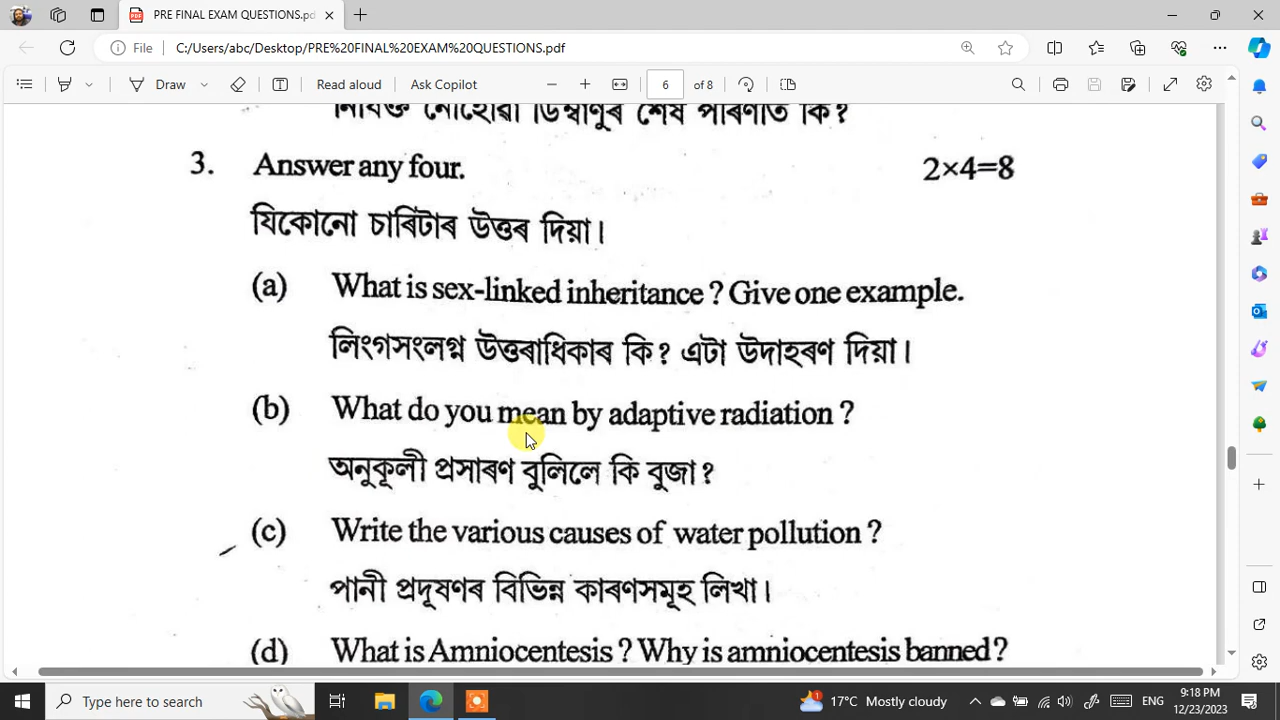 PRE FINAL EXAM QUESTIONS.pd
File C:/Users/abc/Desktop/PRE%20FINAL%20EXAM%20QUESTIONS.pdf
Draw Read aloud Ask Copilot 6 of 8
নিষিক্ত নোহোৱা ডিম্বাণুৰ শেষ পৰিণতি কি?
3. Answer any four. 2×4=8
যিকোনো চাৰিটাৰ উত্তৰ দিয়া।
(a) What is sex-linked inheritance ? Give one example.
লিংগসংলগ্ন উত্তৰাধিকাৰ কি? এটা উদাহৰণ দিয়া।
(b) What do you mean by adaptive radiation ?
অনুকূলী প্ৰসাৰণ বুলিলে কি বুজা?
(c) Write the various causes of water pollution ?
পানী প্ৰদূষণৰ বিভিন্ন কাৰণসমূহ লিখা।
(d) What is Amniocentesis ? Why is amniocentesis banned?
Type here to search 1 17°C Mostly cloudy ENG 9:18 PM
12/23/2023